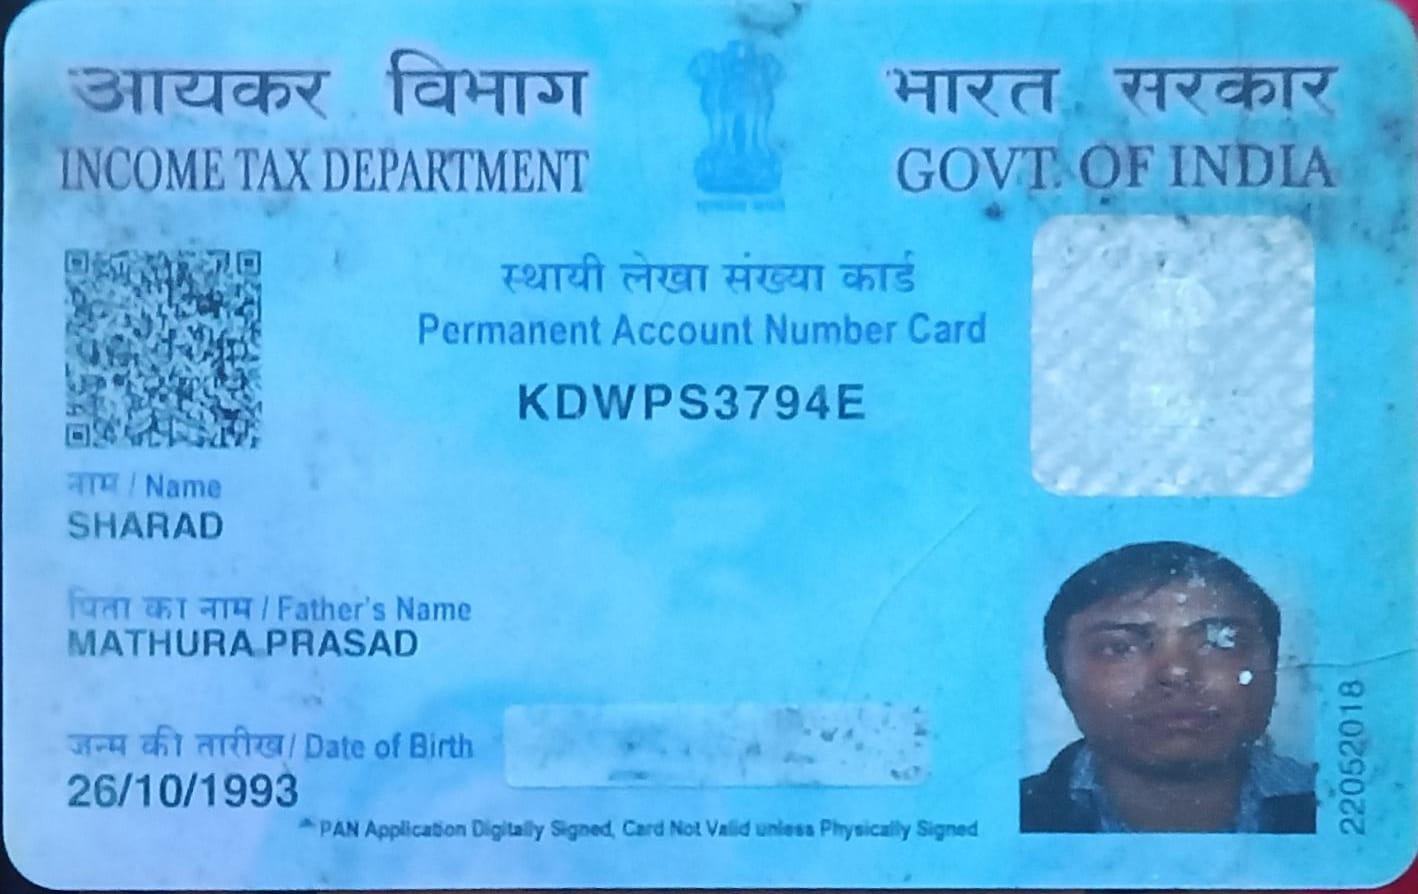 आयकर विभाग
INCOME TAX DEPARTMENT
भारत सरकार
GOVT. OF INDIA
स्थायी लेखा संख्या कार्ड
Permanent Account Number Card
KDWPS3794E
नाम / Name
SHARAD
पिता का नाम / Father's Name
MATHURA PRASAD
जन्म की तारीख / Date of Birth
26/10/1993
PAN Application Digitally Signed, Card Not Valid unless Physically Signed
22052018